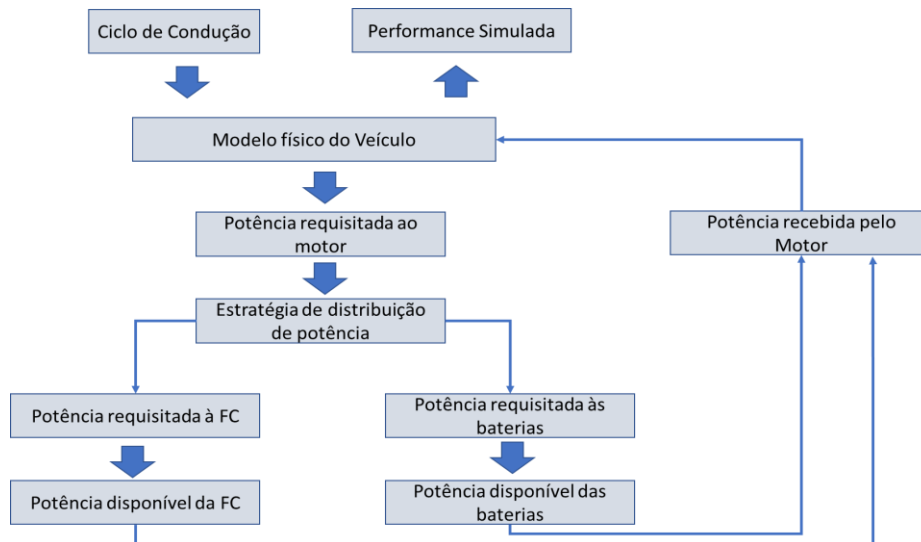 Ciclo de Condução
Performance Simulada
Modelo físico do Veículo
Potência requisitada ao
motor
Potência recebida pelo
Motor
Estratégia de distribuição
de potência
Potência requisitada à FC
Potência requisitada às
baterias
Potência disponível da FC
Potência disponível das
baterias